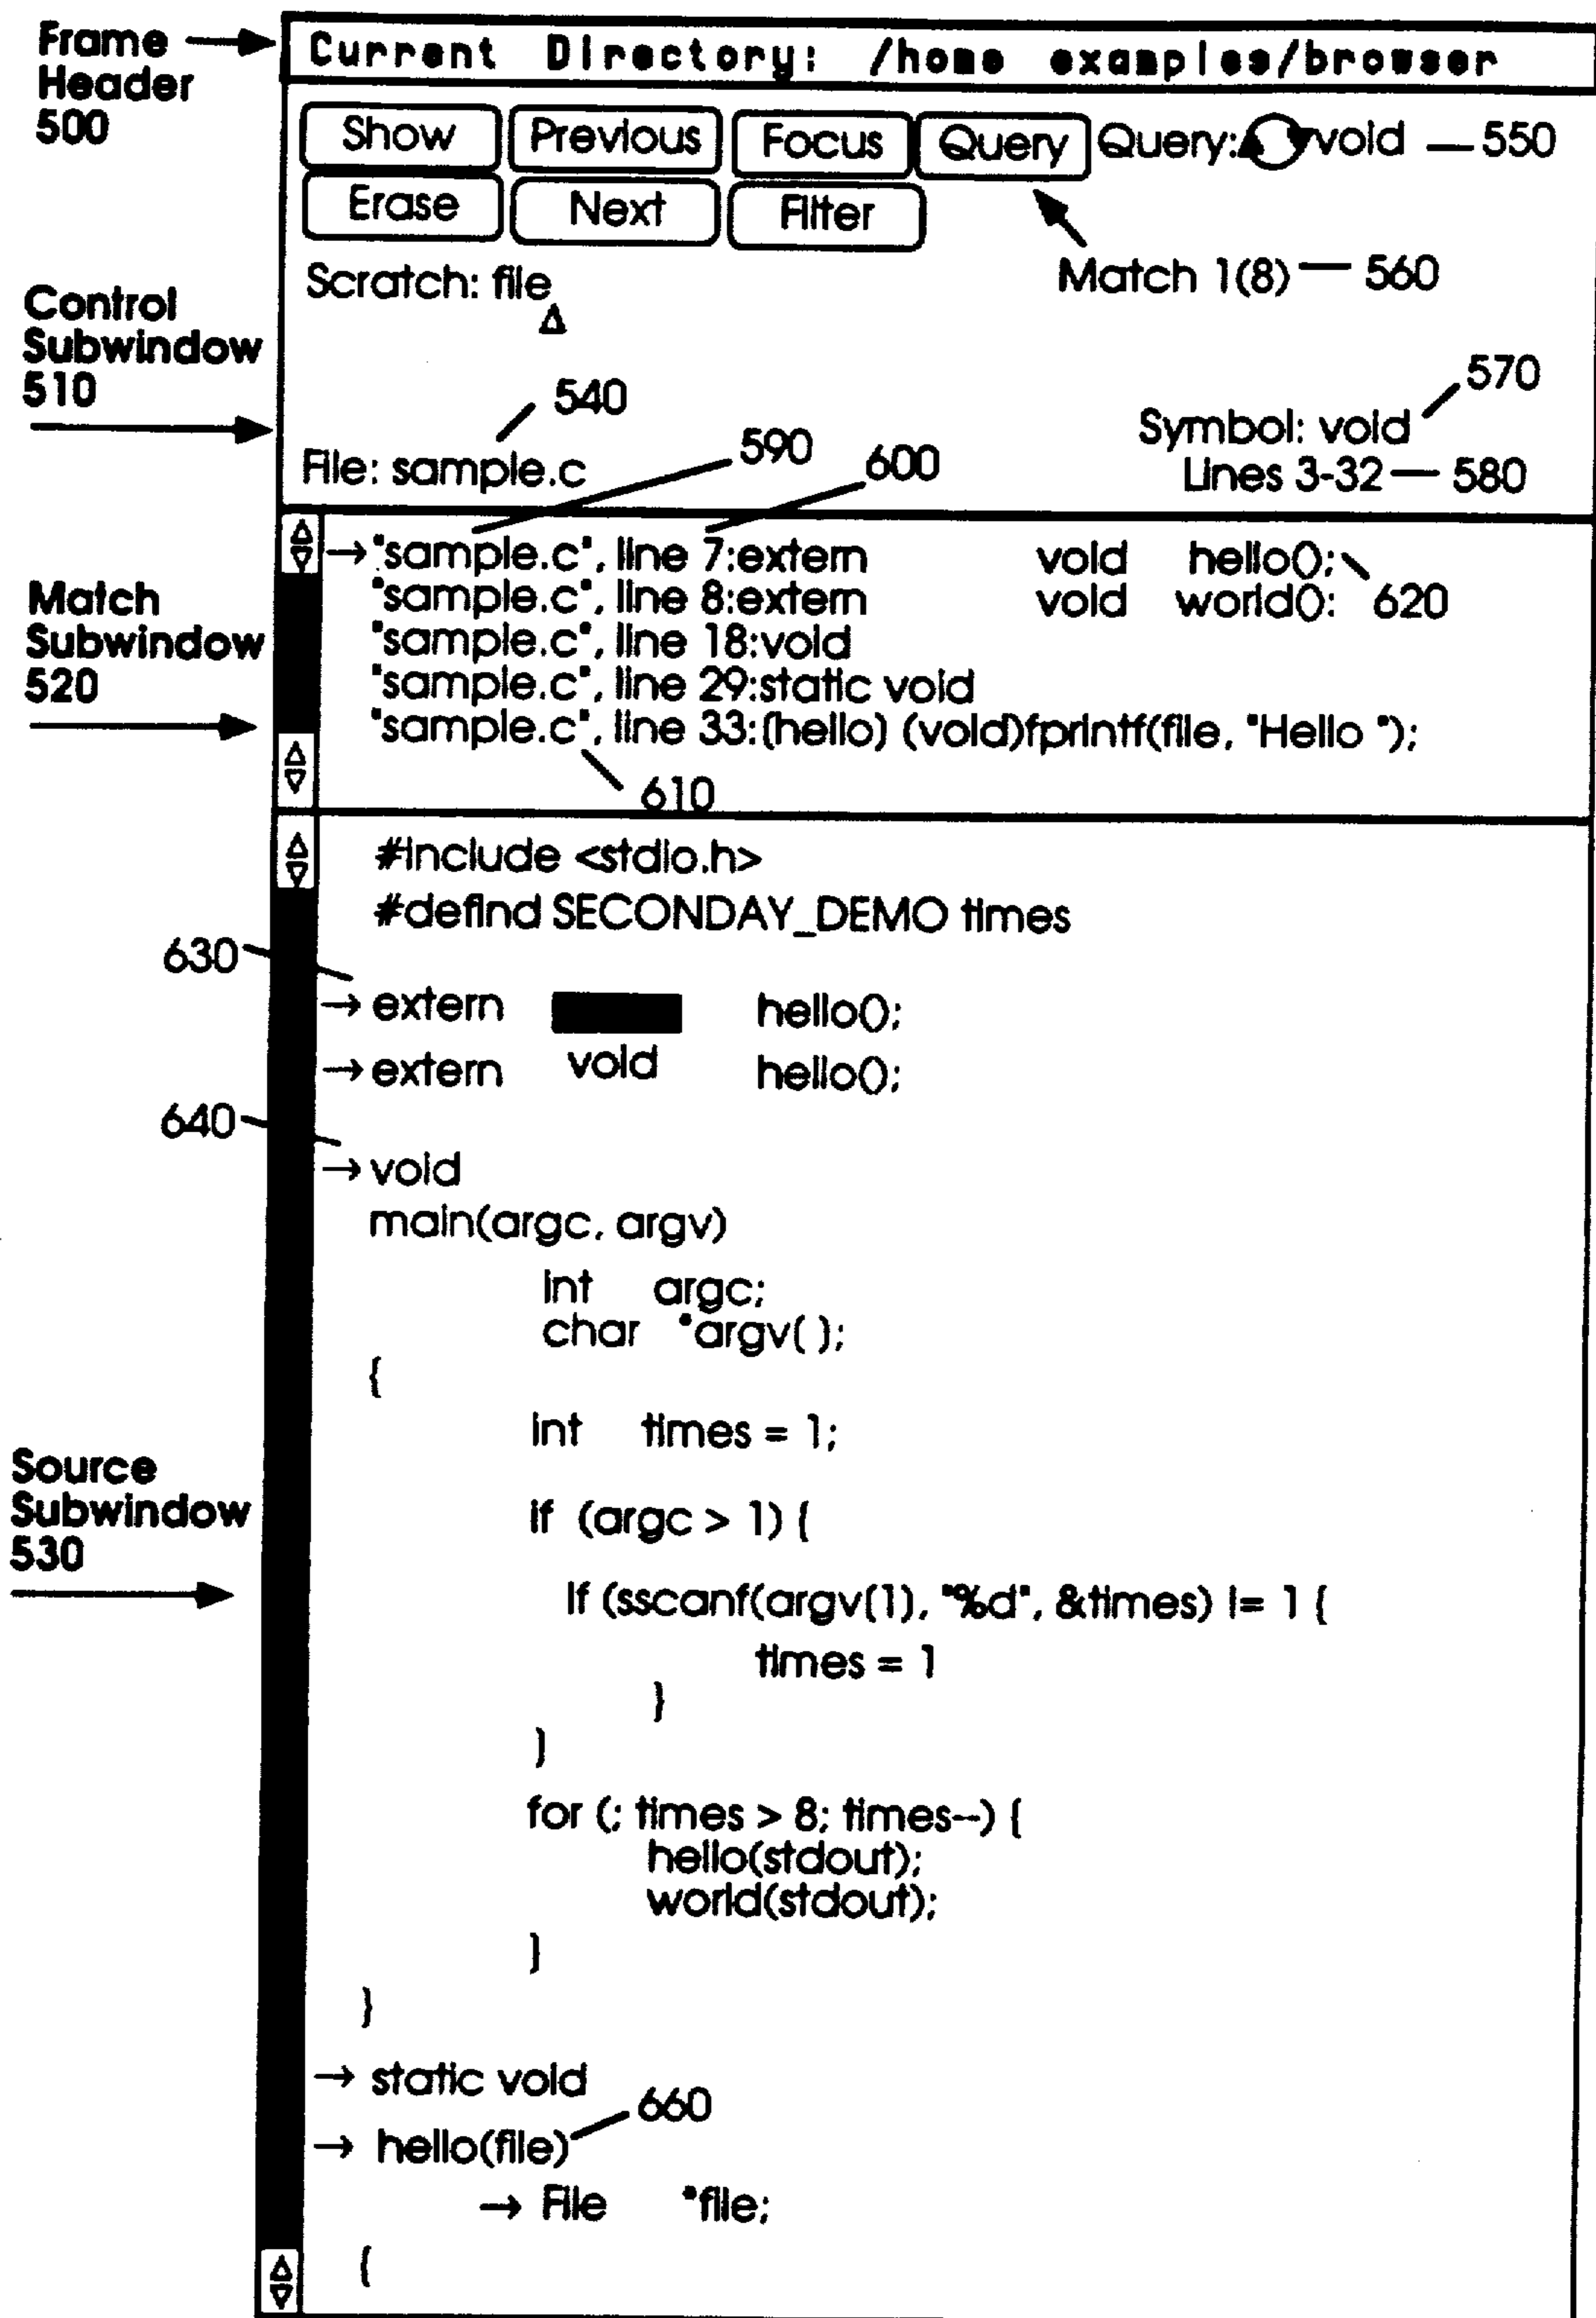 Frame
Header
500
Current Directory: /home examples/browser
Show Previous Focus Query Query: void 550
Erase Next Filter
Match 1(8) 560
Scratch: file
Control
Subwindow
510
540
570
Symbol: void
File: sample.c 590 600
Lines 3-32 580
→"sample.c", line 7:extern void hello();
"sample.c", line 8:extern void world(): 620
"sample.c", line 18:void
"sample.c", line 29:static void
"sample.c", line 33:(hello) (void)fprintf(file, "Hello ");
610
Match
Subwindow
520
#include <stdio.h>
#defind SECONDAY_DEMO times
630
→ extern hello();
→ extern void hello();
640
→ void
main(argc, argv)
int argc;
char *argv( );
{
int times = 1;
Source
Subwindow
530
if (argc > 1) {
if (sscanf(argv(1), "%d", &times) != 1 {
times = 1
}
}
for (; times > 8; times--) {
hello(stdout);
world(stdout);
}
}
→ static void
660
→ hello(file)
→ File *file;
{